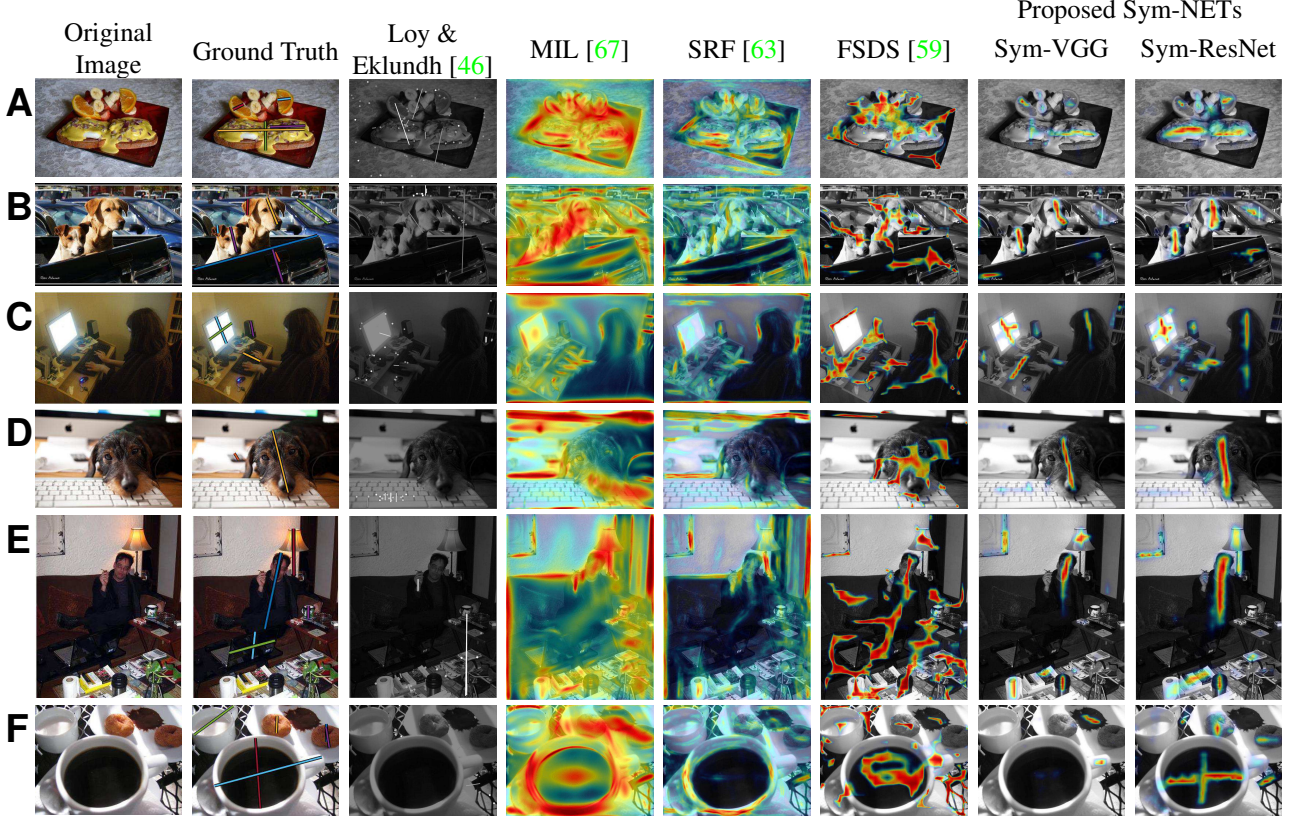 Proposed Sym-NETs
Original Image
Ground Truth
Loy & Eklundh [46]
MIL [67]
SRF [63]
FSDS [59]
Sym-VGG
Sym-ResNet
A
B
C
D
E
F